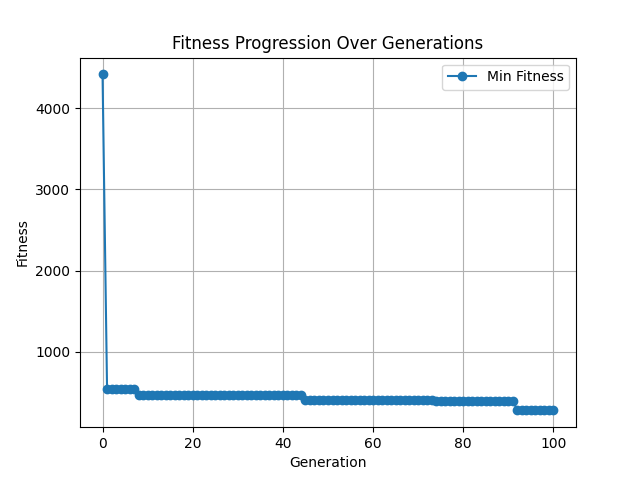 Fitness Progression Over Generations
Min Fitness
4000
3000
2000
1000
Fitness
0 20 40 60 80 100
Generation